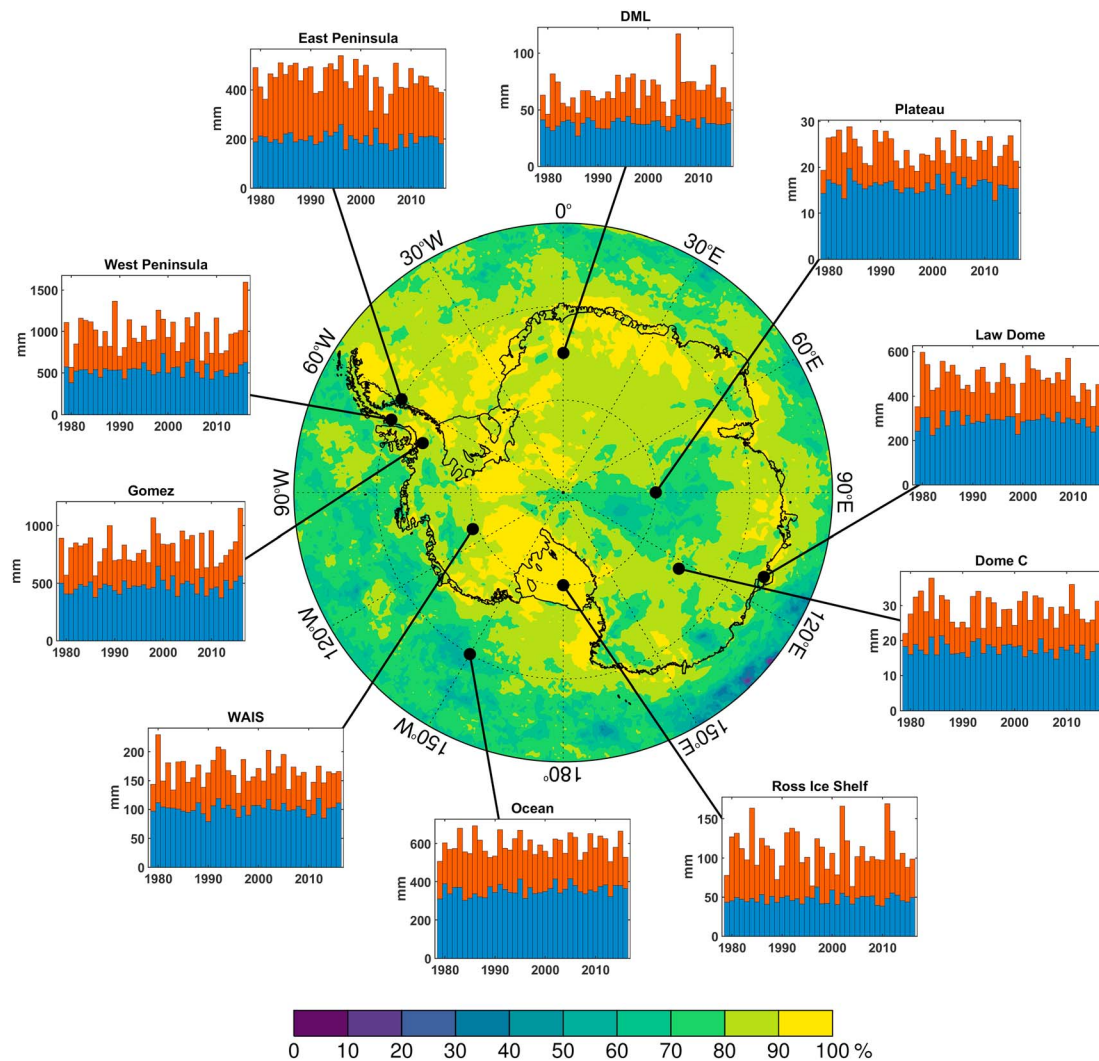 DML
100
50
0
mm
1980 1990 2000 2010
East Peninsula
400
200
0
mm
1980 1990 2000 2010
Plateau
30
20
10
0
mm
1980 1990 2000 2010
West Peninsula
1500
1000
500
0
mm
1980 1990 2000 2010
Law Dome
600
400
200
0
mm
1980 1990 2000 2010
Gomez
1000
500
0
mm
1980 1990 2000 2010
Dome C
30
20
10
0
mm
1980 1990 2000 2010
WAIS
200
150
100
50
0
mm
1980 1990 2000 2010
Ocean
600
400
200
0
mm
1980 1990 2000 2010
Ross Ice Shelf
150
100
50
0
mm
1980 1990 2000 2010
0°
30°E
60°E
90°E
120°E
150°E
180°
150°W
120°W
90°W
60°W
30°W
0 10 20 30 40 50 60 70 80 90 100 %